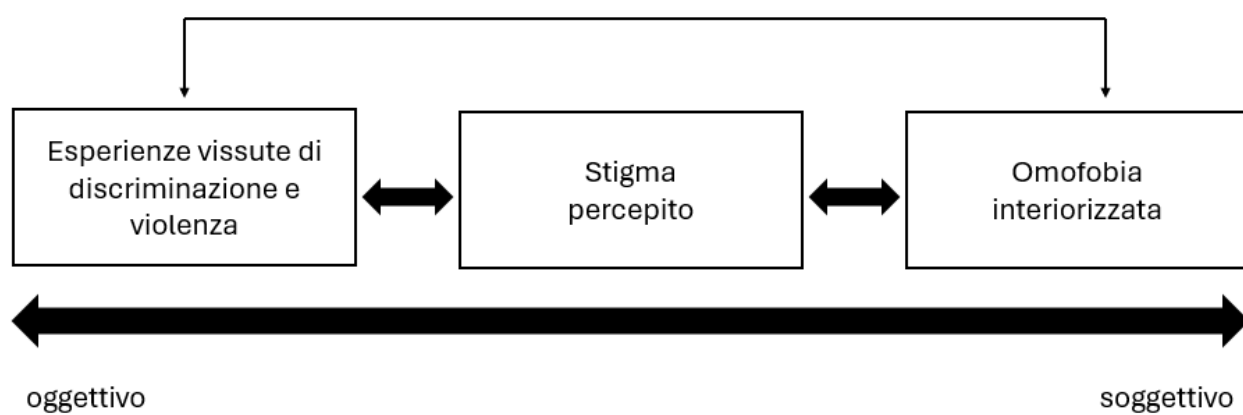 Esperienze vissute di
discriminazione e
violenza
Stigma
percepito
Omofobia
interiorizzata
oggettivo
soggettivo